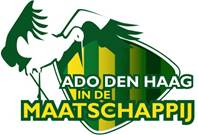 ADO DEN HAAG
IN DE
MAATSCHAPPIJ